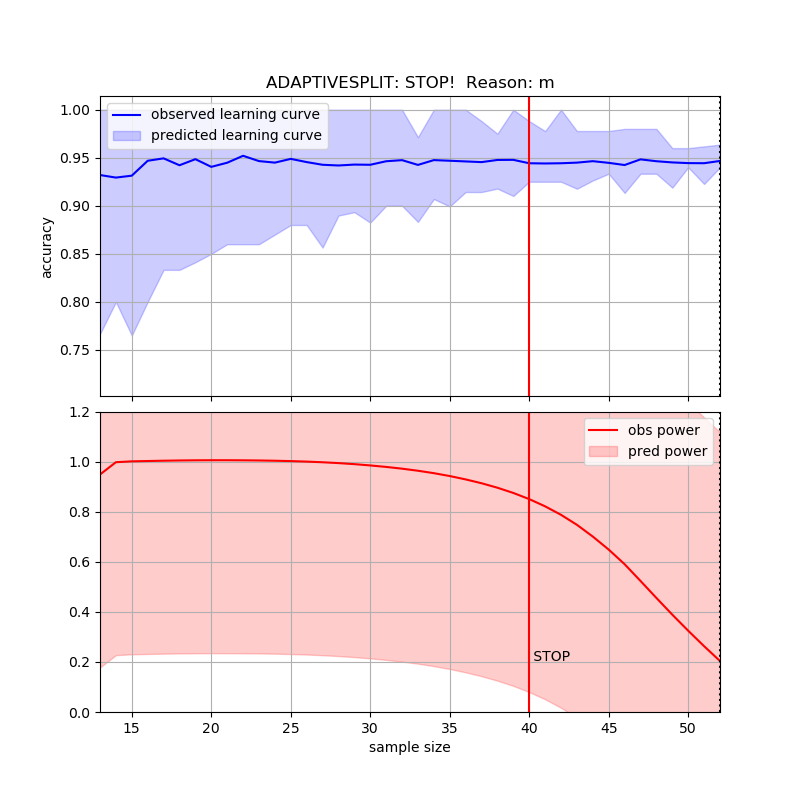 ADAPTIVESPLIT: STOP!  Reason: m
1.00
0.95
0.90
0.85
0.80
0.75
accuracy
observed learning curve
predicted learning curve
1.2
1.0
0.8
0.6
0.4
0.2
0.0
obs power
pred power
STOP
15 20 25 30 35 40 45 50
sample size